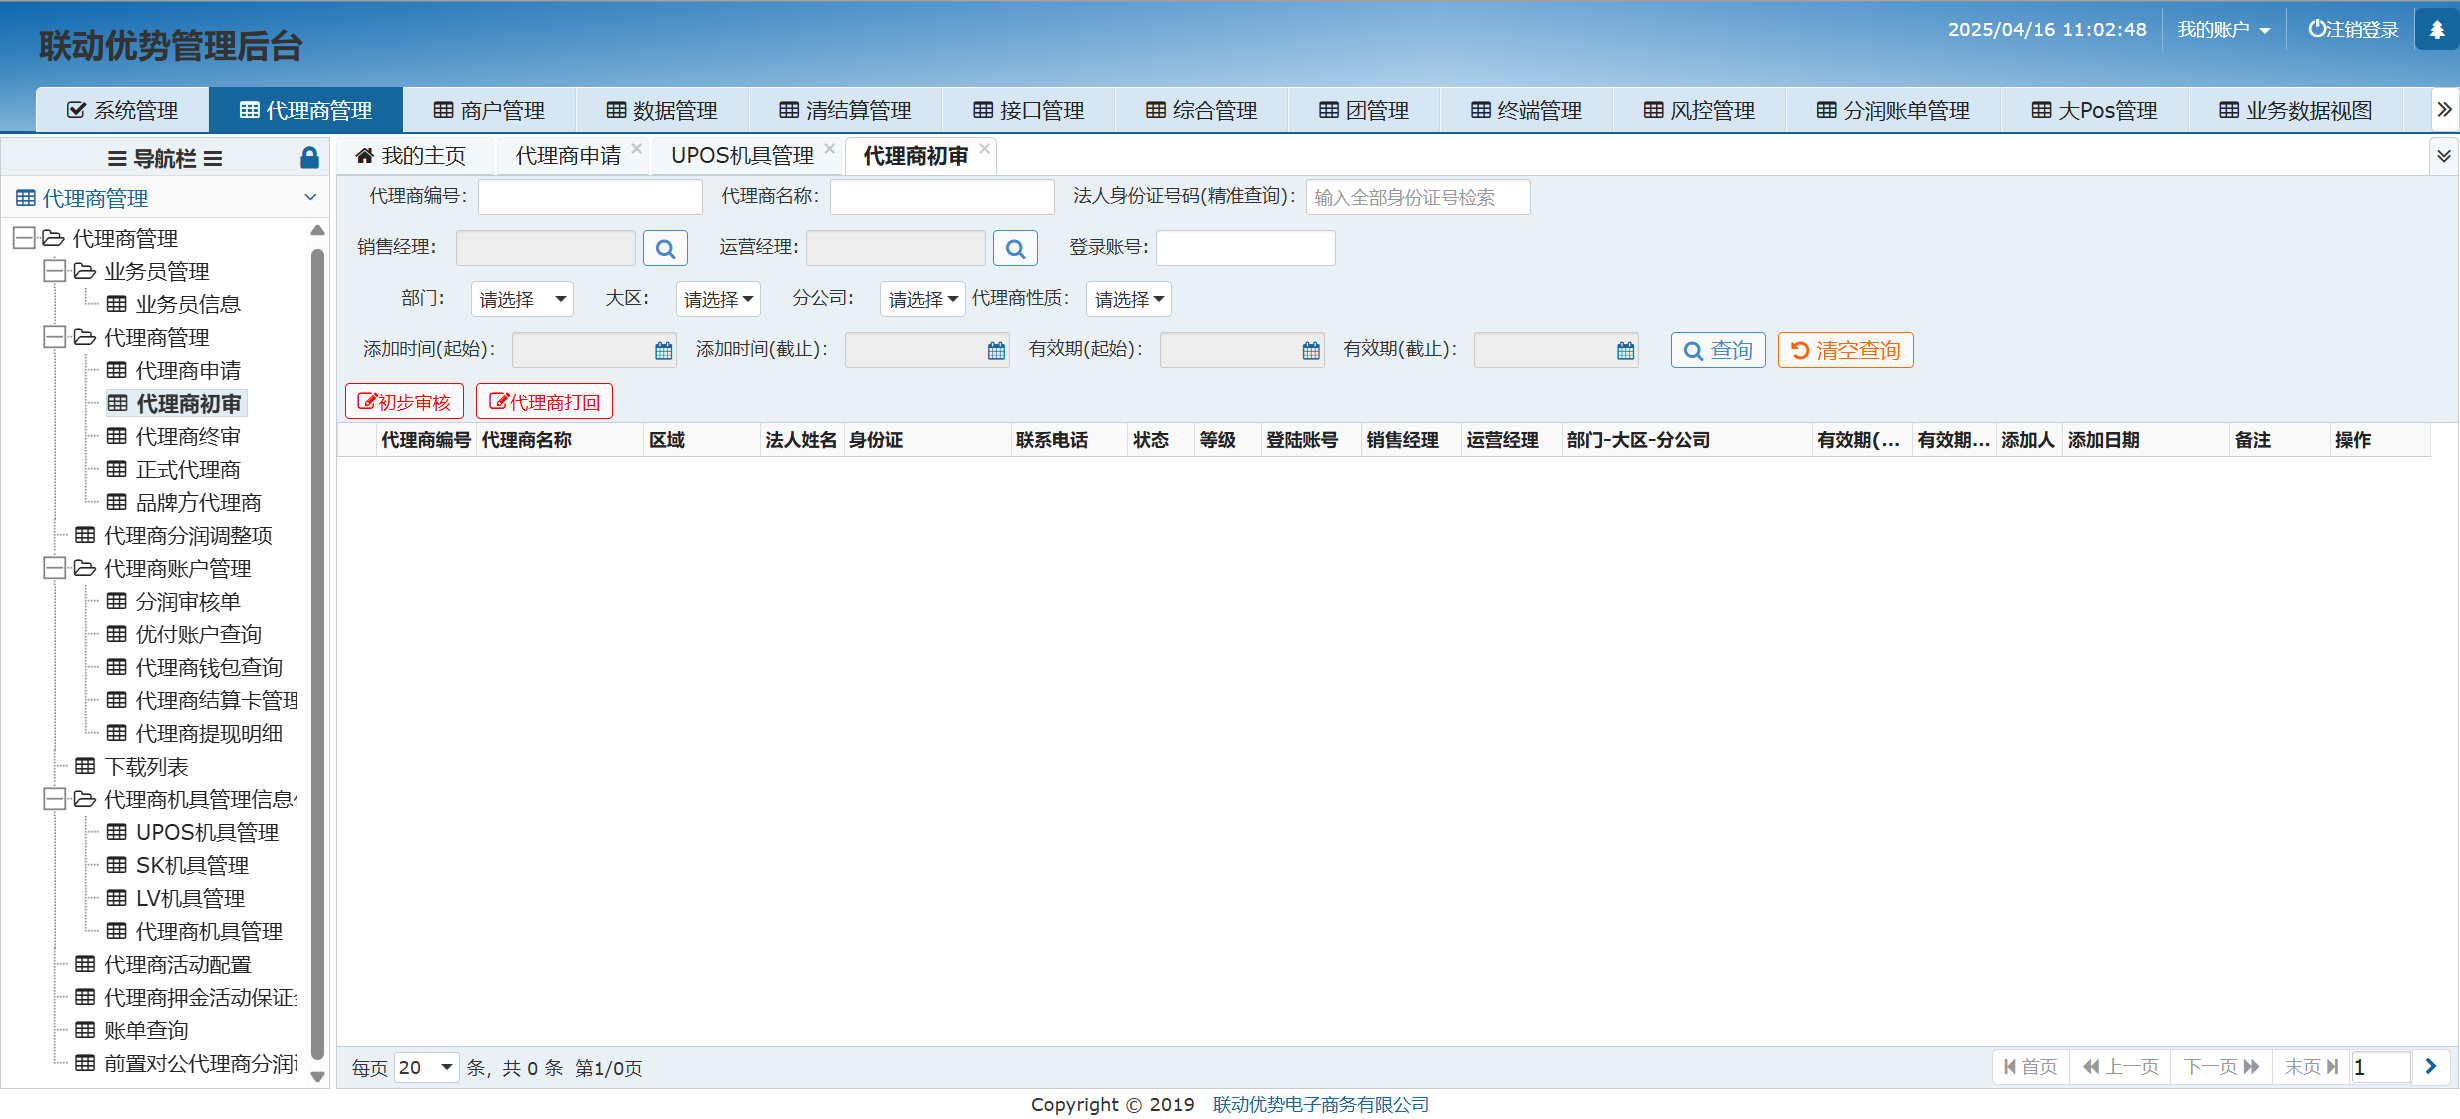 联动优势管理后台
2025/04/16 11:02:48 我的账户 注销登录
系统管理 代理商管理 商户管理 数据管理 清结算管理 接口管理 综合管理 团管理 终端管理 风控管理 分润账单管理 大Pos管理 业务数据视图
导航栏
代理商管理
代理商管理
业务员管理
业务员信息
代理商管理
代理商申请
代理商初审
代理商终审
正式代理商
品牌方代理商
代理商分润调整项
代理商账户管理
分润审核单
优付账户查询
代理商钱包查询
代理商结算卡管理
代理商提现明细
下载列表
代理商机具管理信息
UPOS机具管理
SK机具管理
LV机具管理
代理商机具管理
代理商活动配置
代理商押金活动保证
账单查询
前置对公代理商分润
我的主页 代理商申请 UPOS机具管理 代理商初审
代理商编号: 代理商名称: 法人身份证号码(精准查询): 输入全部身份证号检索
销售经理: 运营经理: 登录账号:
部门: 请选择 大区: 请选择 分公司: 请选择 代理商性质: 请选择
添加时间(起始): 添加时间(截止): 有效期(起始): 有效期(截止): 查询 清空查询
初步审核 代理商打回
代理商编号 代理商名称 区域 法人姓名 身份证 联系电话 状态 等级 登陆账号 销售经理 运营经理 部门-大区-分公司 有效期(... 有效期... 添加人 添加日期 备注 操作
每页 20 条, 共 0 条 第1/0页 首页 上一页 下一页 末页 1
Copyright © 2019 联动优势电子商务有限公司